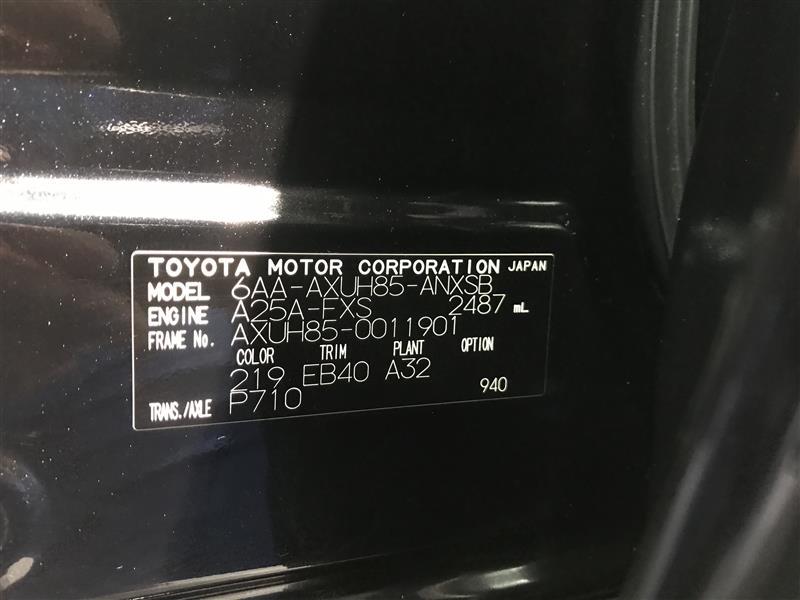 TOYOTA MOTOR CORPORATION JAPAN
MODEL 6AA-AXUH85-ANXSB
ENGINE A25A-FXS 2487 mL
FRAME No. AXUH85-0011901
COLOR TRIM PLANT OPTION
219 EB40 A32
TRANS./AXLE P710 940